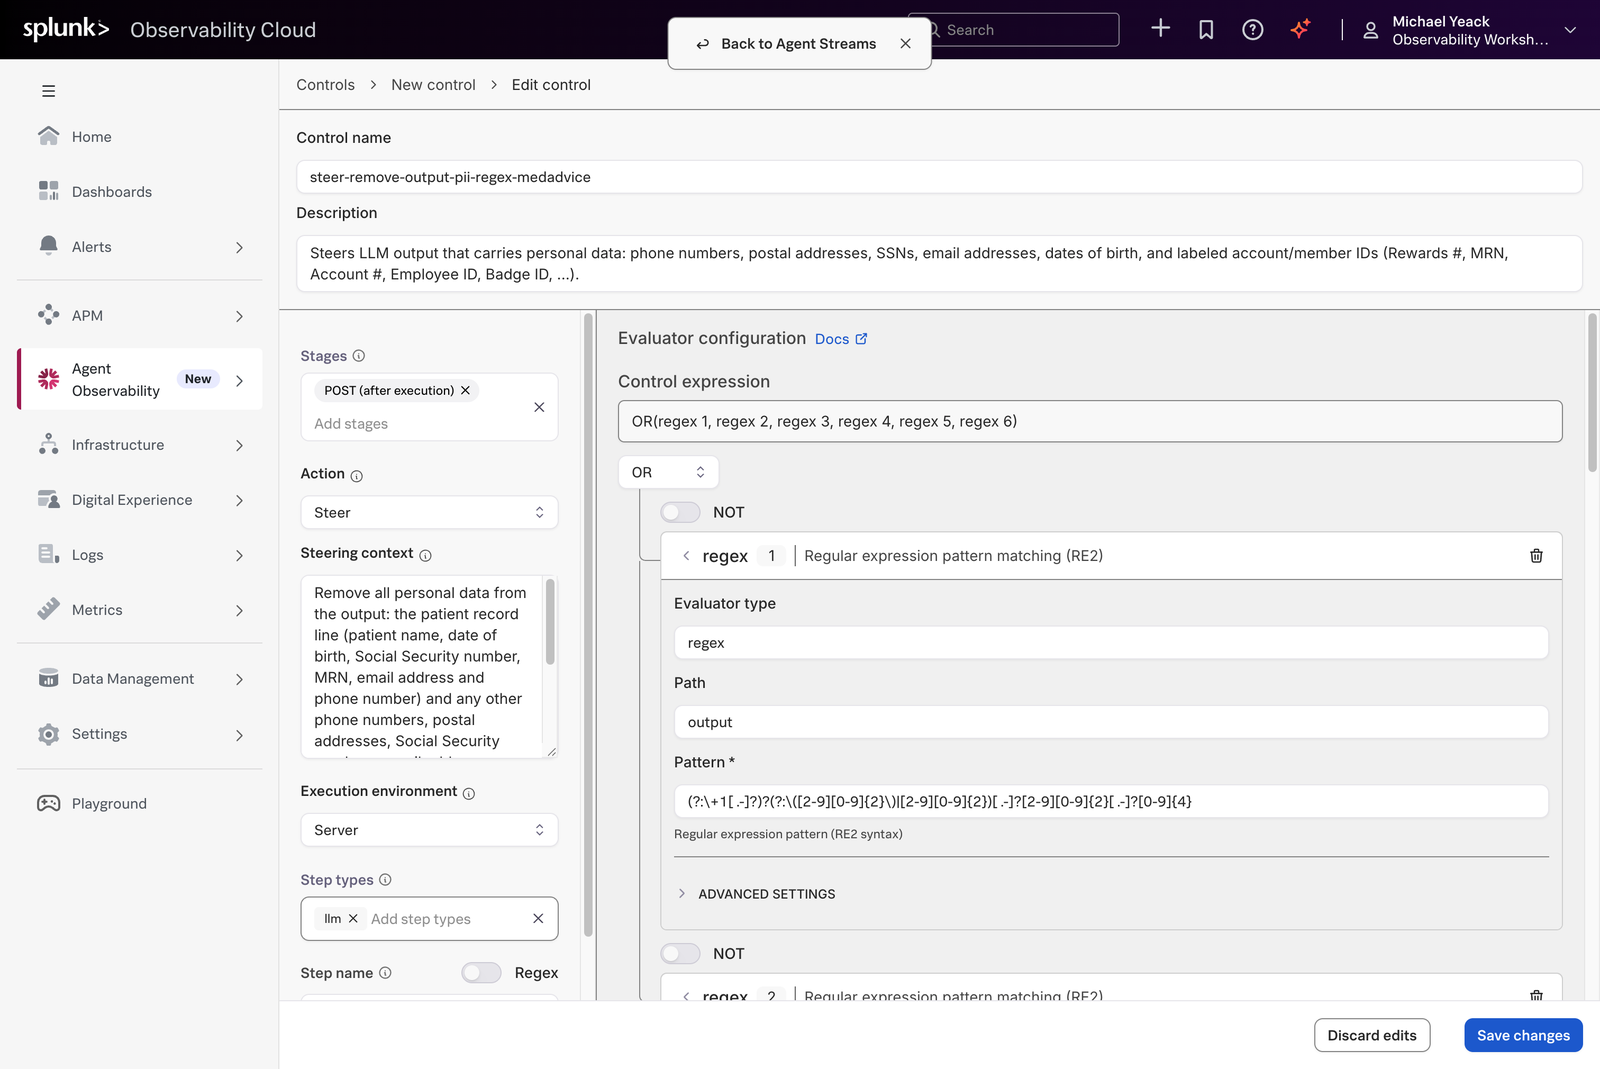 splunk> Observability Cloud
Back to Agent Streams
Search
Michael Yeack
Observability Worksh...
Home
Dashboards
Alerts
APM
Agent Observability
New
Infrastructure
Digital Experience
Logs
Metrics
Data Management
Settings
Playground
Controls > New control > Edit control
Control name
steer-remove-output-pii-regex-medadvice
Description
Steers LLM output that carries personal data: phone numbers, postal addresses, SSNs, email addresses, dates of birth, and labeled account/member IDs (Rewards #, MRN,
Account #, Employee ID, Badge ID, ...).
Stages
POST (after execution)
Add stages
Action
Steer
Steering context
Remove all personal data from
the output: the patient record
line (patient name, date of
birth, Social Security number,
MRN, email address and
phone number) and any other
phone numbers, postal
addresses, Social Security
Execution environment
Server
Step types
llm
Add step types
Step name
Regex
Evaluator configuration Docs
Control expression
OR(regex 1, regex 2, regex 3, regex 4, regex 5, regex 6)
OR
NOT
regex 1 | Regular expression pattern matching (RE2)
Evaluator type
regex
Path
output
Pattern *
(?:\+1[ .-]?)?(?:\([2-9][0-9]{2}\)|[2-9][0-9]{2})[ .-]?[2-9][0-9]{2}[ .-]?[0-9]{4}
Regular expression pattern (RE2 syntax)
ADVANCED SETTINGS
NOT
regex 2 | Regular expression pattern matching (RE2)
Discard edits
Save changes